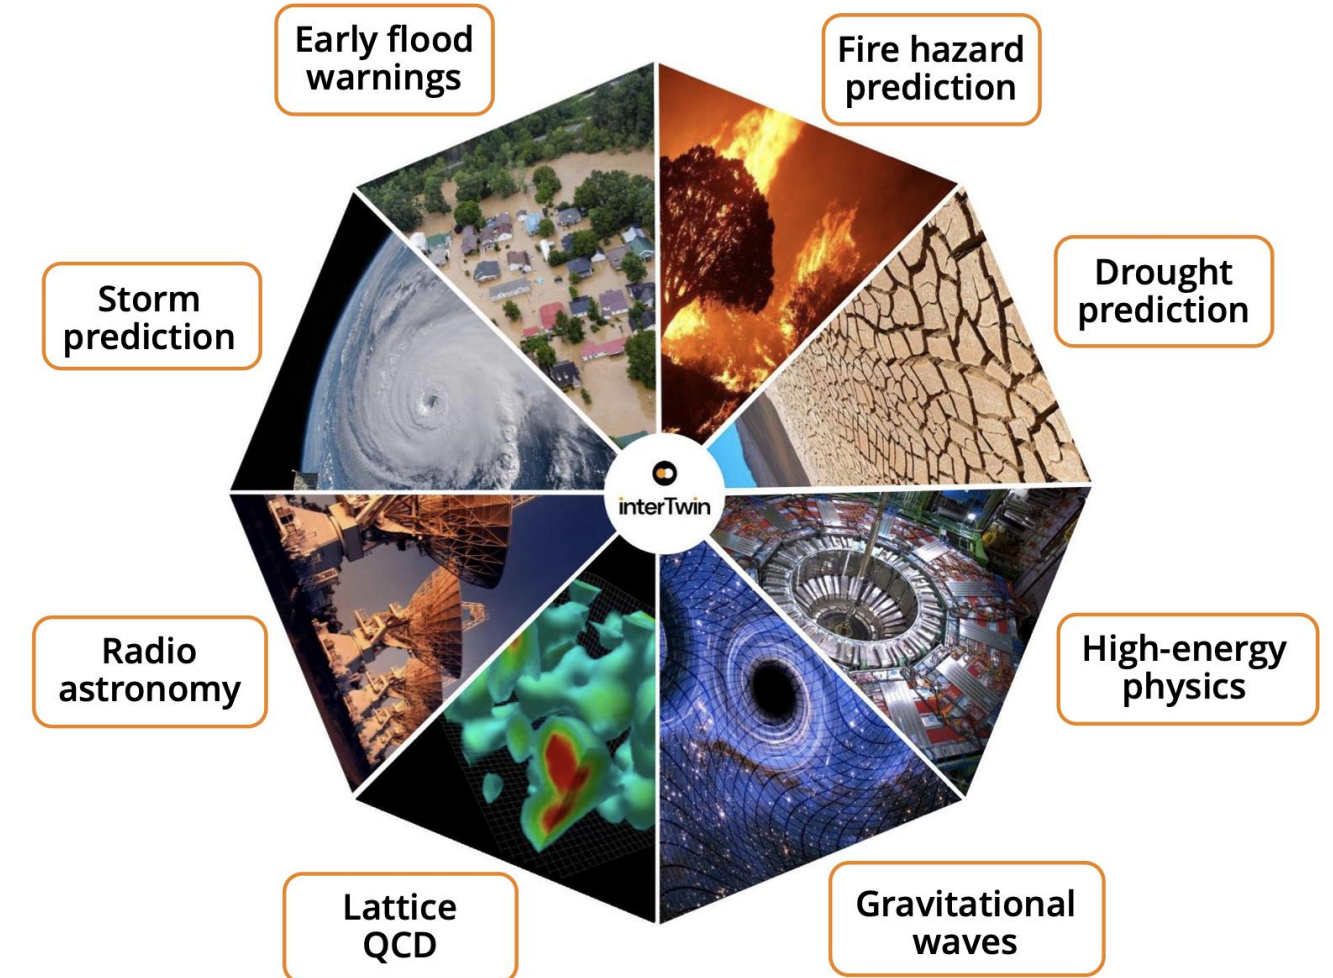 Early flood
warnings
Fire hazard
prediction
Storm
prediction
Drought
prediction
interTwin
Radio
astronomy
High-energy
physics
Lattice
QCD
Gravitational
waves